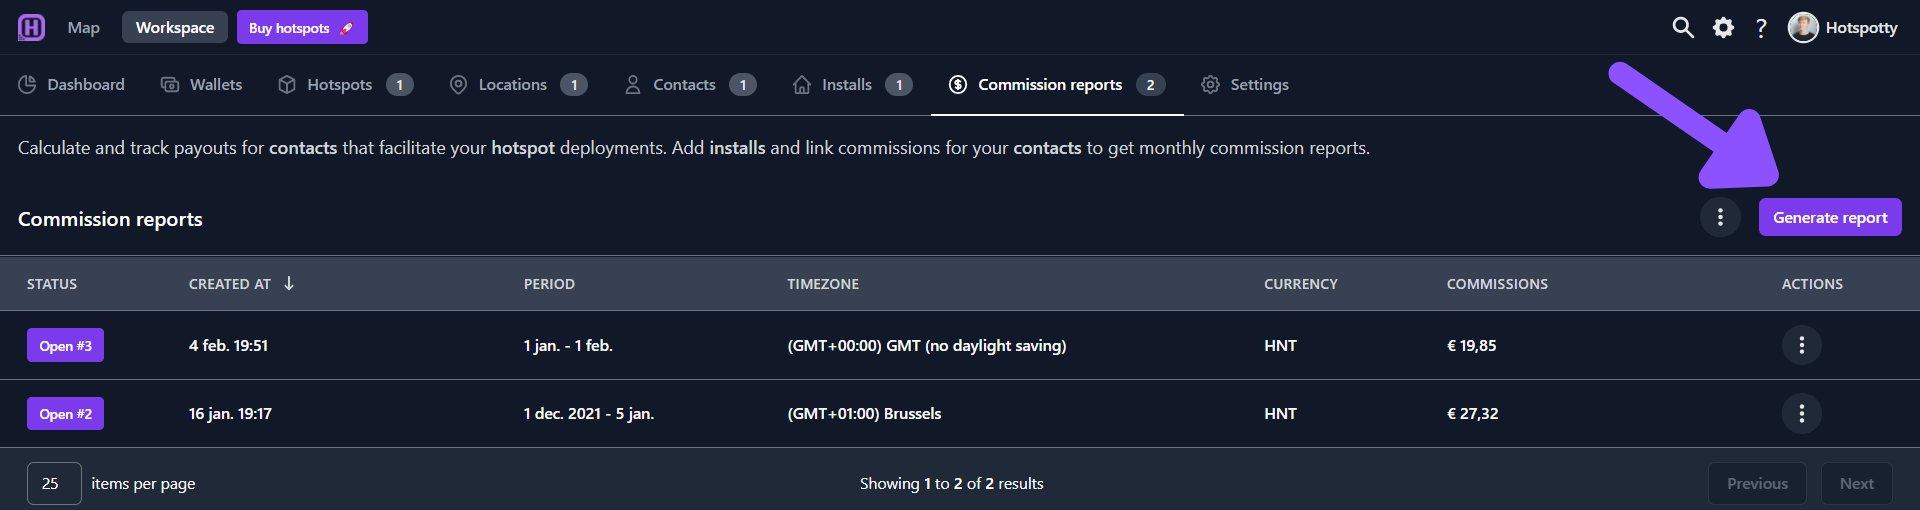 H Map Workspace Buy hotspots 🚀 ? Hotspotty
Dashboard Wallets Hotspots 1 Locations 1 Contacts 1 Installs 1 Commission reports 2 Settings
Calculate and track payouts for contacts that facilitate your hotspot deployments. Add installs and link commissions for your contacts to get monthly commission reports.
Commission reports Generate report
STATUS CREATED AT ↓ PERIOD TIMEZONE CURRENCY COMMISSIONS ACTIONS
Open #3 4 feb. 19:51 1 jan. - 1 feb. (GMT+00:00) GMT (no daylight saving) HNT € 19,85
Open #2 16 jan. 19:17 1 dec. 2021 - 5 jan. (GMT+01:00) Brussels HNT € 27,32
25 items per page Showing 1 to 2 of 2 results Previous Next